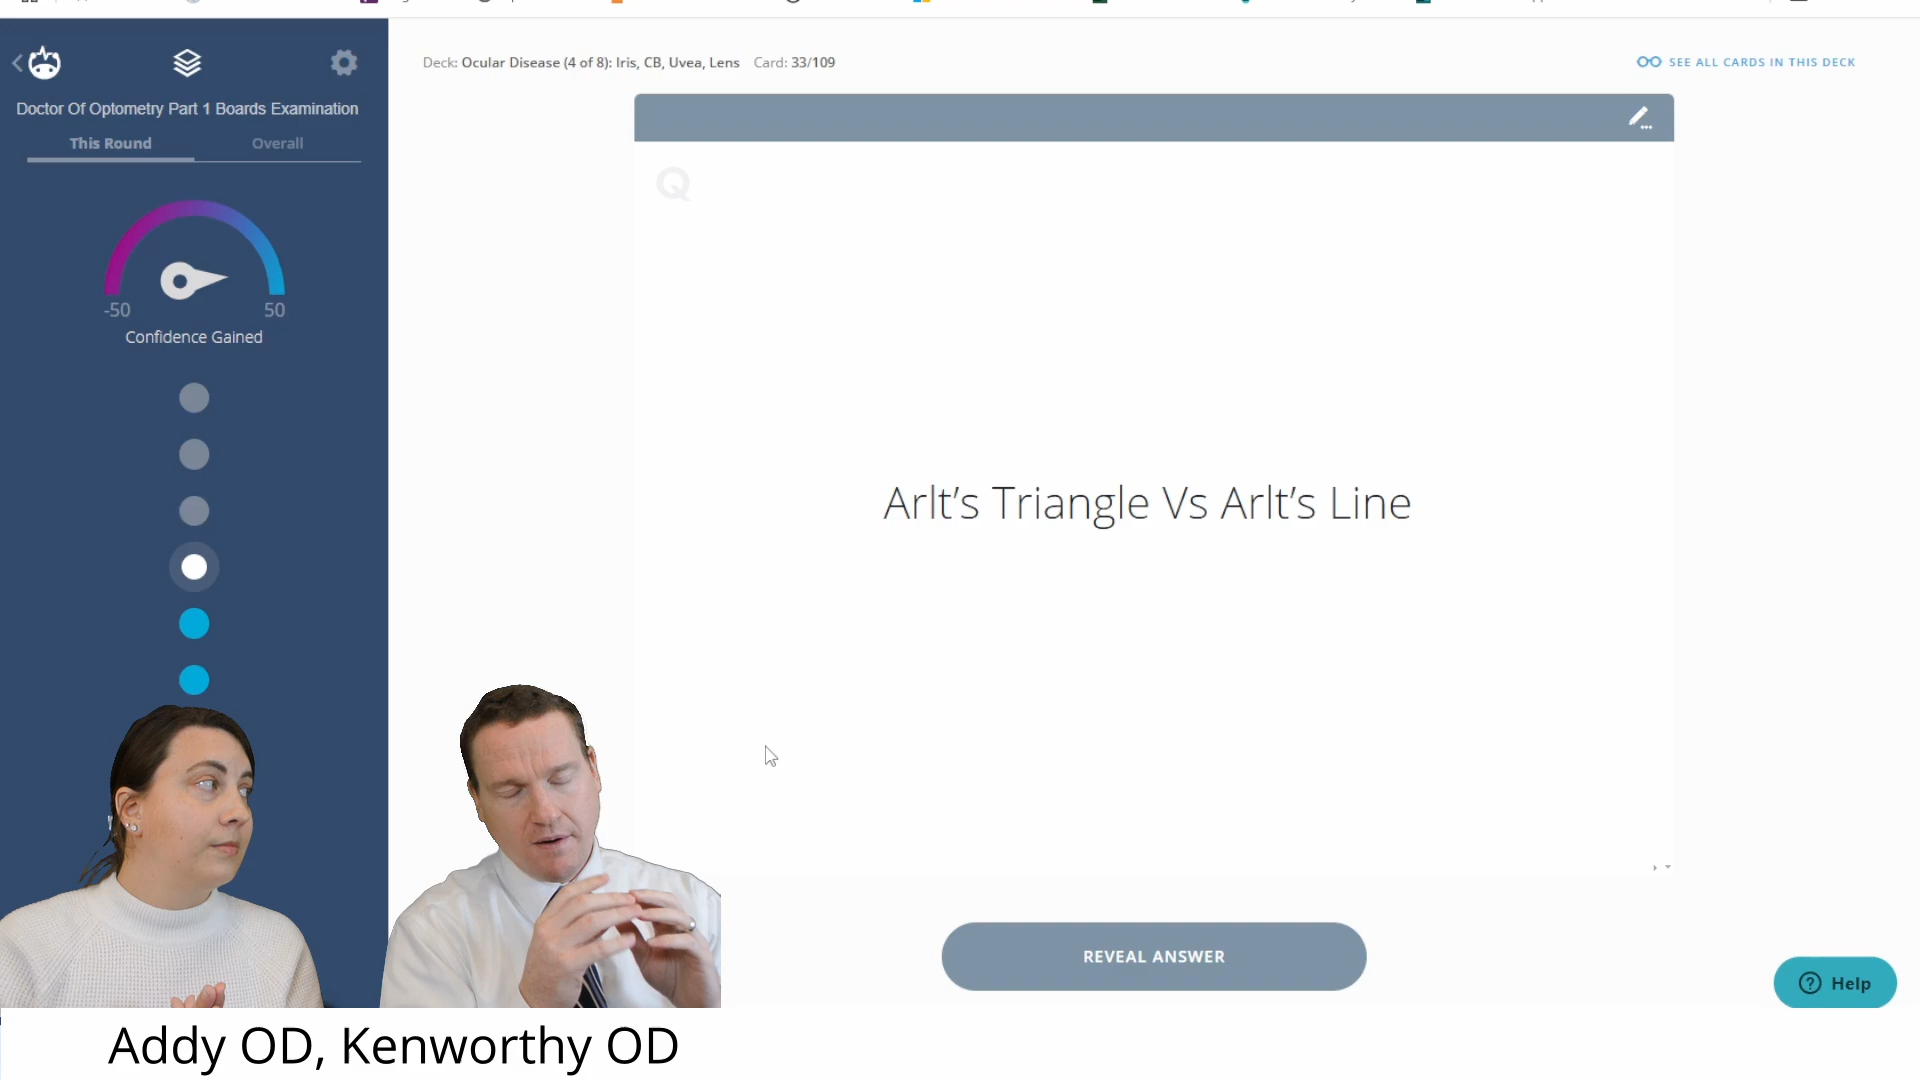 Deck: Ocular Disease (4 of 8): Iris, CB, Uvea, Lens Card: 33/109
SEE ALL CARDS IN THIS DECK
Doctor Of Optometry Part 1 Boards Examination
This Round Overall
-50 50
Confidence Gained
Q
Arlt's Triangle Vs Arlt's Line
REVEAL ANSWER
? Help
Addy OD, Kenworthy OD